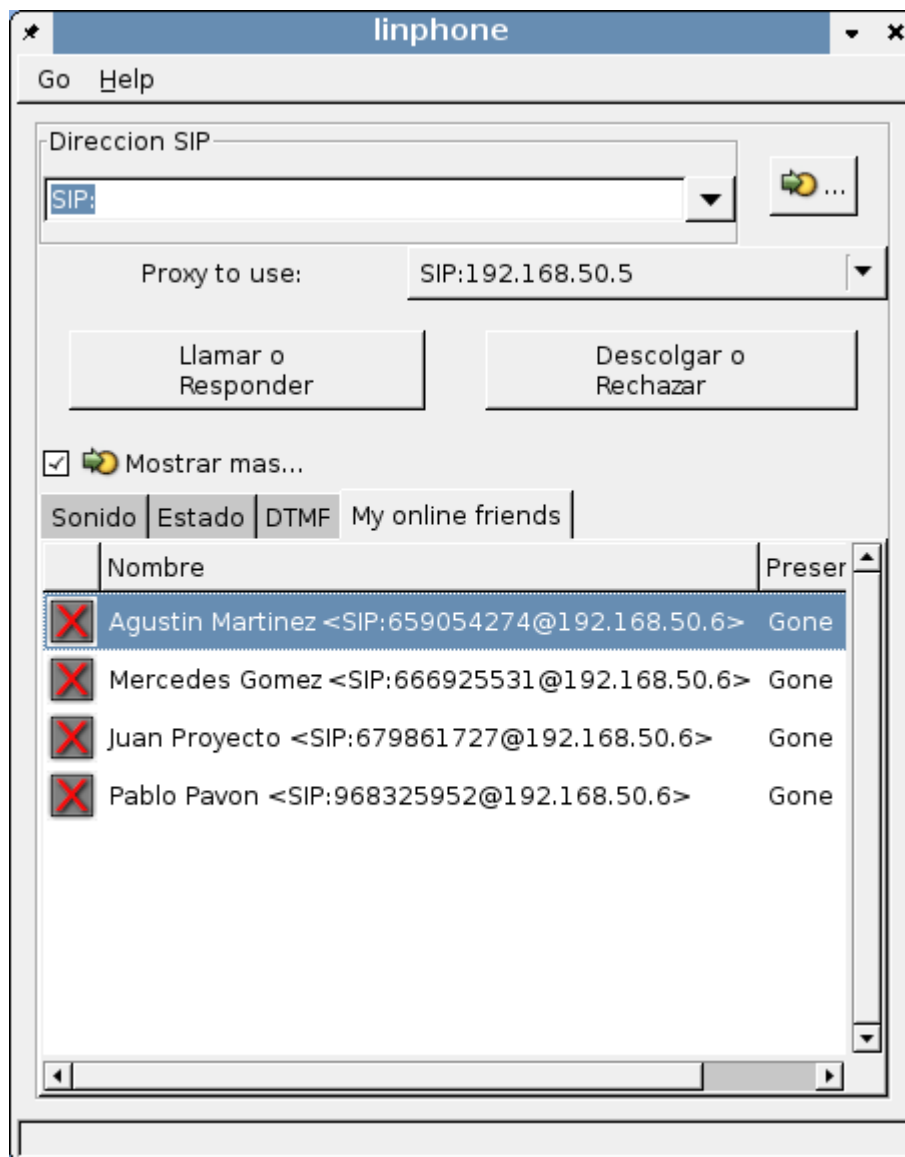 linphone
Go Help
Direccion SIP
SIP:
...
Proxy to use: SIP:192.168.50.5
Llamar o
Responder
Descolgar o
Rechazar
Mostrar mas...
Sonido Estado DTMF My online friends
Nombre Preser
Agustin Martinez <SIP:659054274@192.168.50.6> Gone
Mercedes Gomez <SIP:666925531@192.168.50.6> Gone
Juan Proyecto <SIP:679861727@192.168.50.6> Gone
Pablo Pavon <SIP:968325952@192.168.50.6> Gone